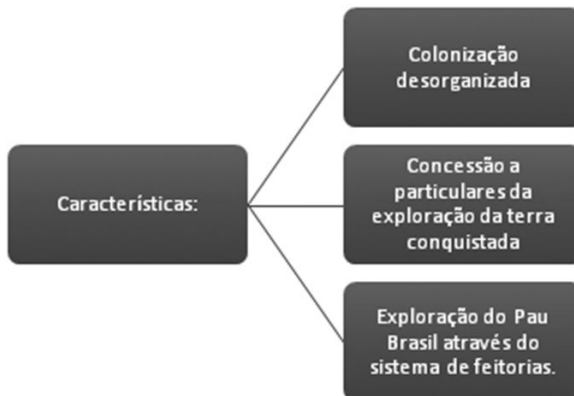 Colonização
desorganizada
Características:
Concessão a
particulares da
exploração da terra
conquistada
Exploração do Pau
Brasil através do
sistema de feitorias.